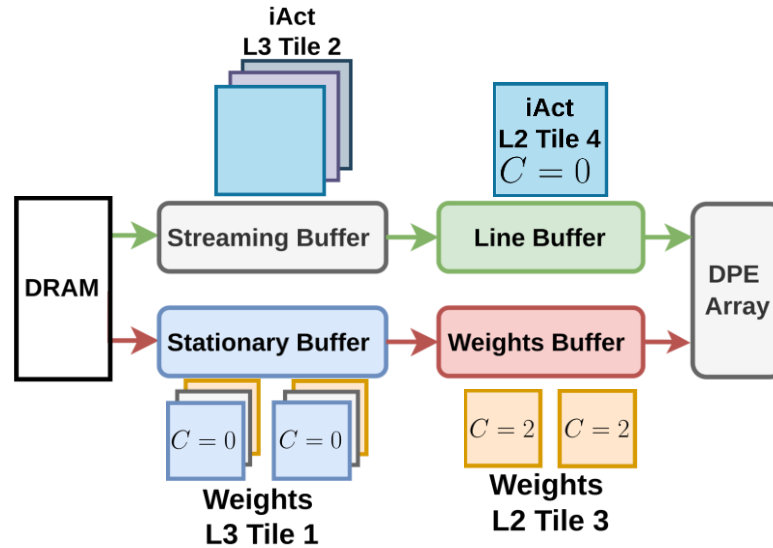 iAct
L3 Tile 2
iAct
L2 Tile 4
C = 0
DRAM
Streaming Buffer
Line Buffer
DPE
Array
Stationary Buffer
Weights Buffer
C = 0
C = 0
C = 2
C = 2
Weights
L3 Tile 1
Weights
L2 Tile 3